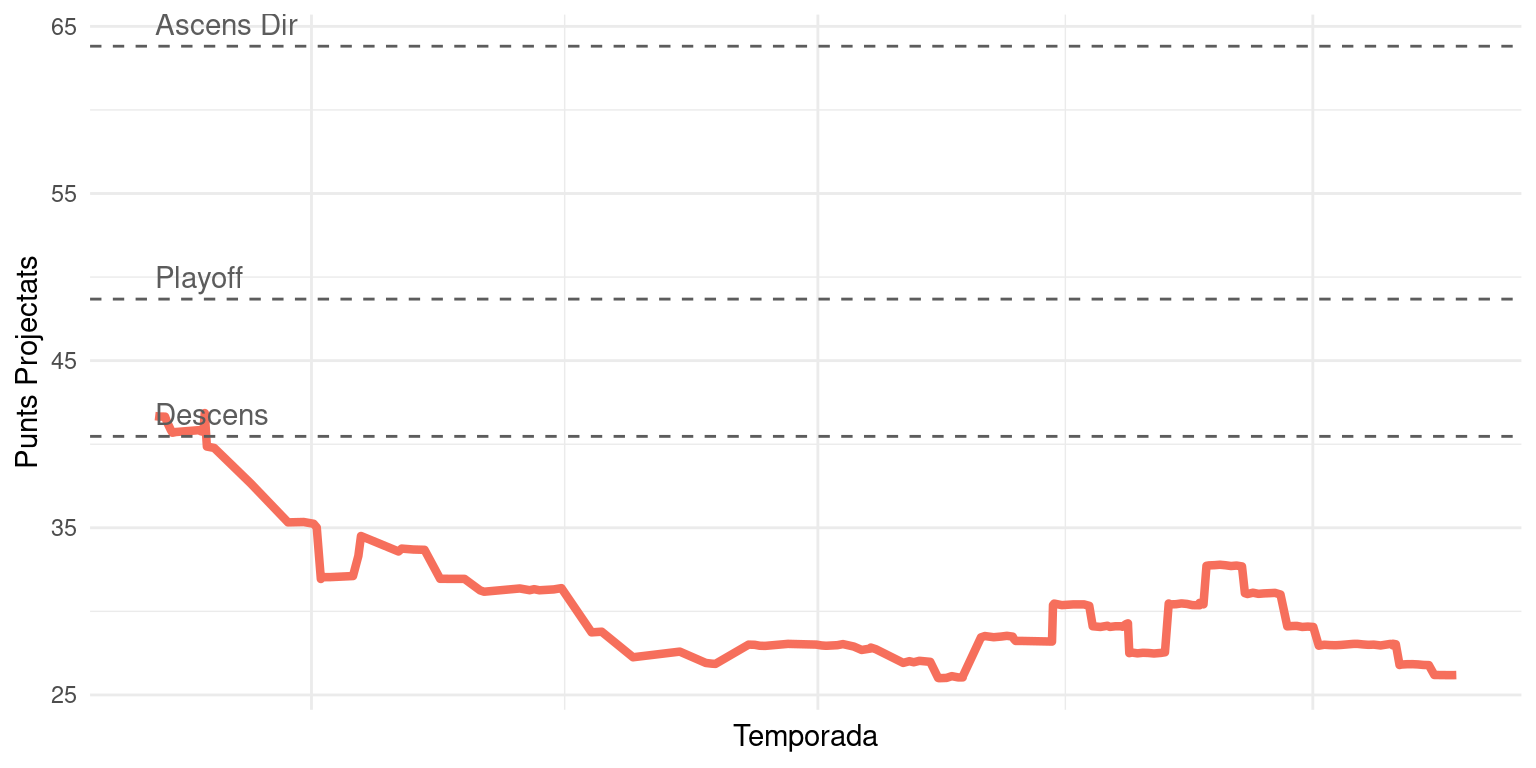 Ascens Dir
65
55
Playoff
45
Descens
35
25
Punts Projectats
Temporada